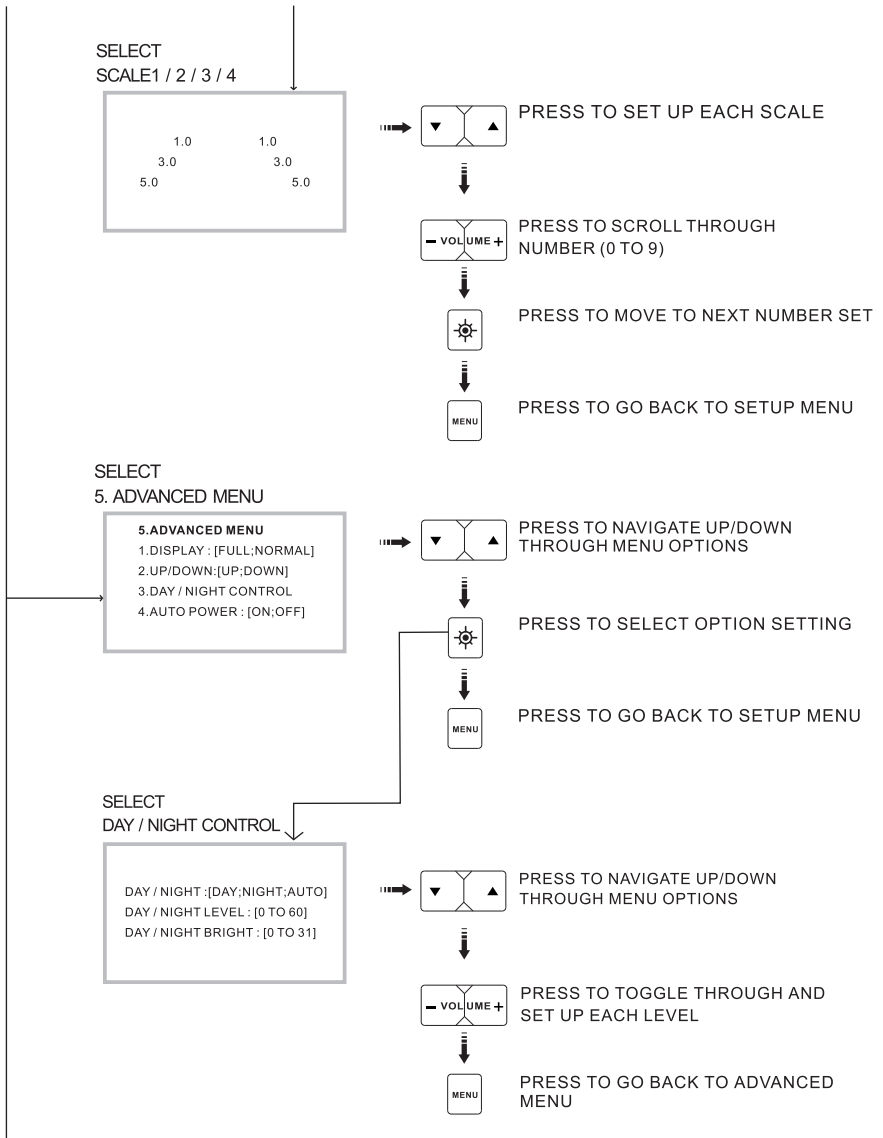 SELECT
SCALE1 / 2 / 3 / 4
1.0 1.0
3.0 3.0
5.0 5.0
PRESS TO SET UP EACH SCALE
- VOLUME +
PRESS TO SCROLL THROUGH
NUMBER (0 TO 9)
PRESS TO MOVE TO NEXT NUMBER SET
MENU
PRESS TO GO BACK TO SETUP MENU
SELECT
5. ADVANCED MENU
5.ADVANCED MENU
1.DISPLAY : [FULL;NORMAL]
2.UP/DOWN:[UP;DOWN]
3.DAY / NIGHT CONTROL
4.AUTO POWER : [ON;OFF]
PRESS TO NAVIGATE UP/DOWN
THROUGH MENU OPTIONS
PRESS TO SELECT OPTION SETTING
MENU
PRESS TO GO BACK TO SETUP MENU
SELECT
DAY / NIGHT CONTROL
DAY / NIGHT :[DAY;NIGHT;AUTO]
DAY / NIGHT LEVEL : [0 TO 60]
DAY / NIGHT BRIGHT : [0 TO 31]
PRESS TO NAVIGATE UP/DOWN
THROUGH MENU OPTIONS
- VOLUME +
PRESS TO TOGGLE THROUGH AND
SET UP EACH LEVEL
MENU
PRESS TO GO BACK TO ADVANCED
MENU